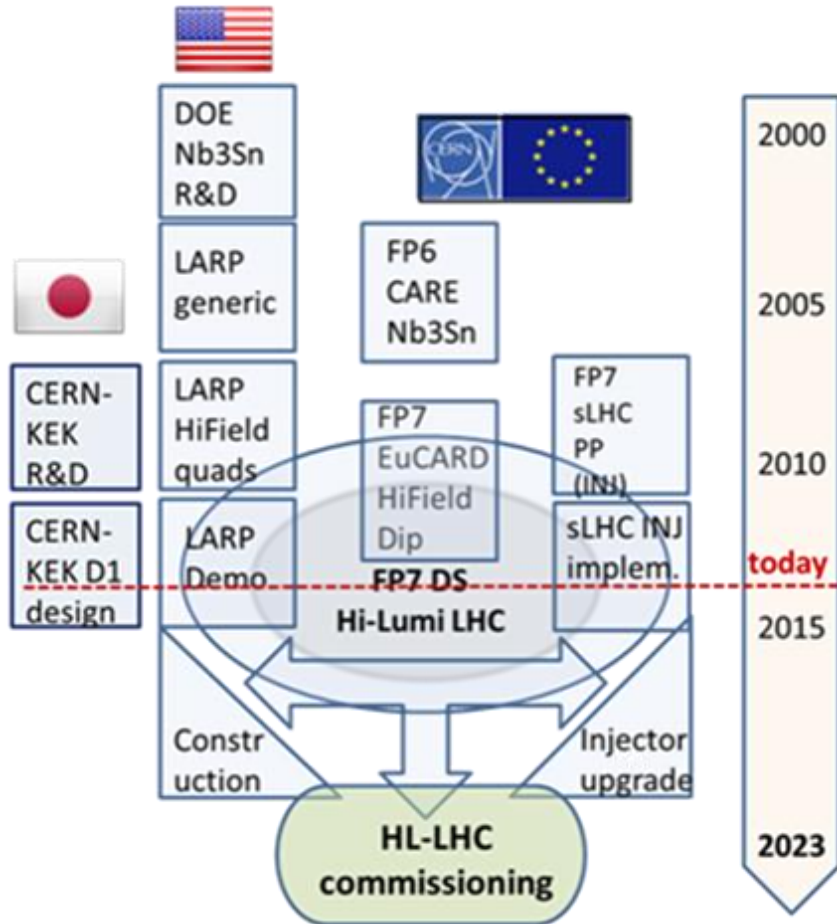 DOE
Nb3Sn
R&D
CERN
2000
LARP
generic
FP6
CARE
Nb3Sn
2005
CERN-
KEK
R&D
LARP
HiField
quads
FP7
EuCARD
HiField
Dip
FP7
sLHC
PP
(INJ)
2010
CERN-
KEK D1
design
LARP
Demo
sLHC INJ
implem.
today
FP7 DS
Hi-Lumi LHC
2015
Constr
uction
Injector
upgrade
HL-LHC
commissioning
2023